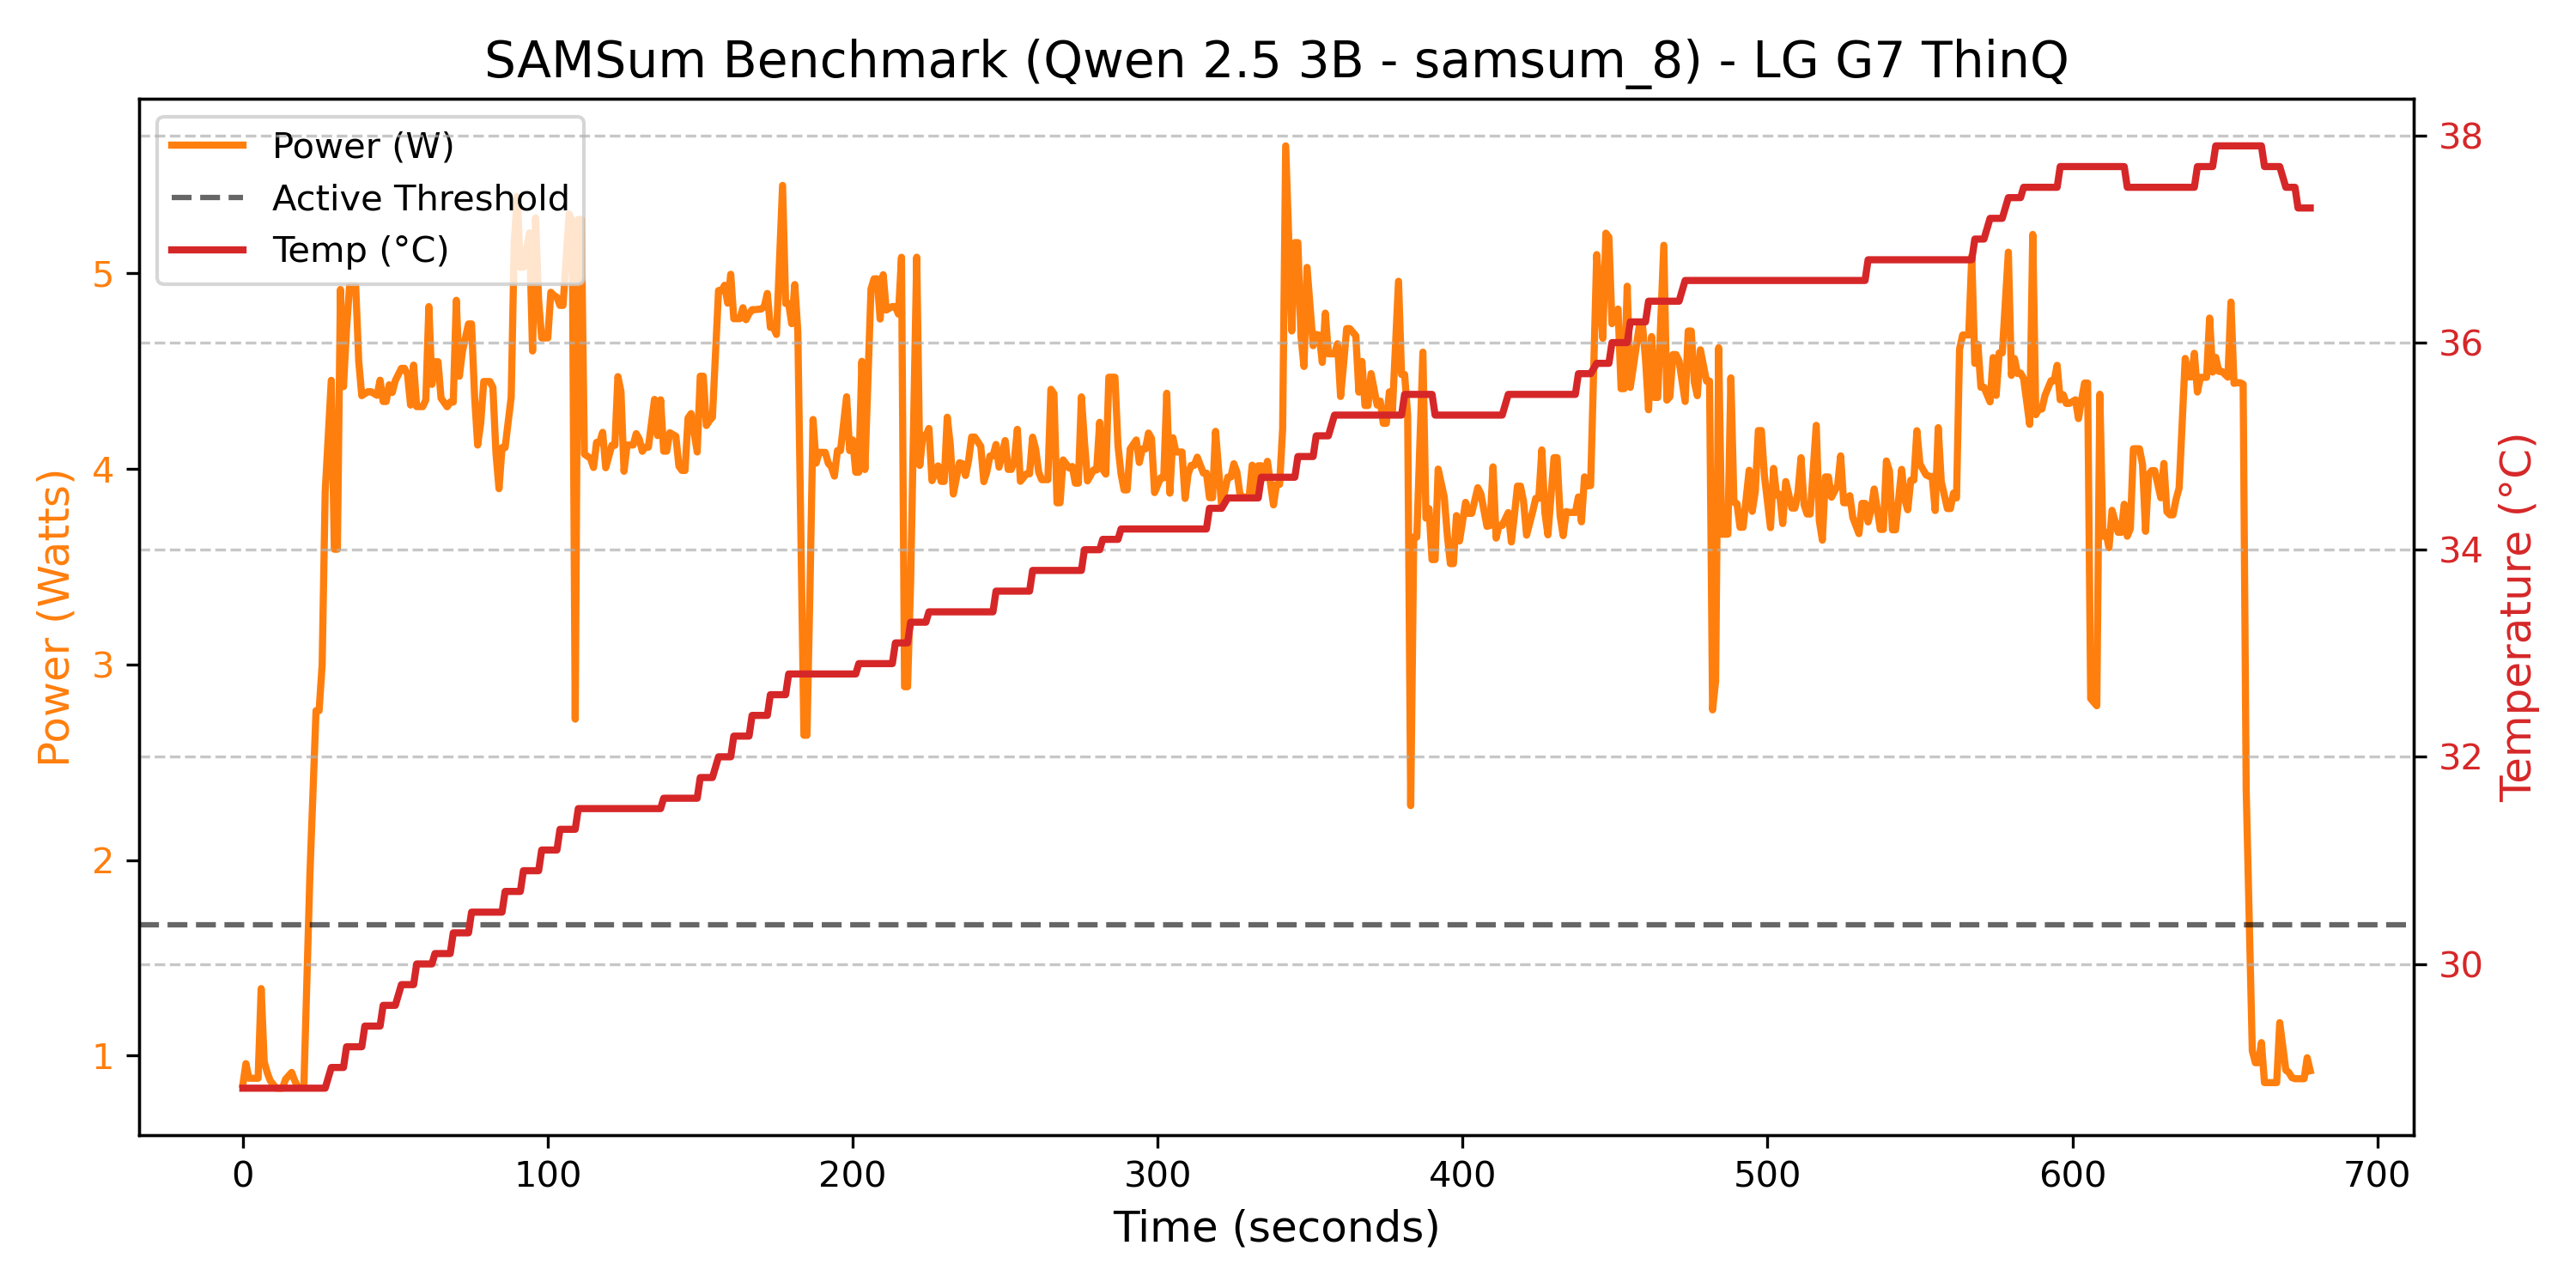 SAMSum Benchmark (Qwen 2.5 3B - samsum_8) - LG G7 ThinQ
Power (W)
Active Threshold
Temp (°C)
Power (Watts)
5
4
3
2
1
38
36
34
32
30
Temperature (°C)
0 100 200 300 400 500 600 700
Time (seconds)